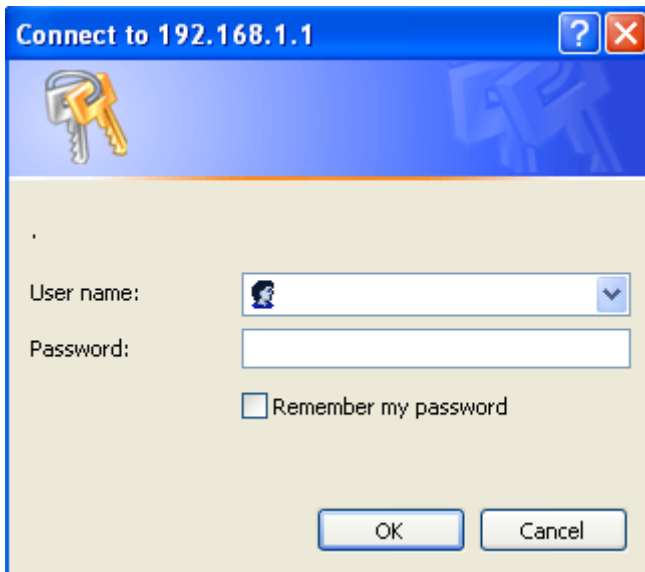 Connect to 192.168.1.1
.
User name:
Password:
Remember my password
OK Cancel